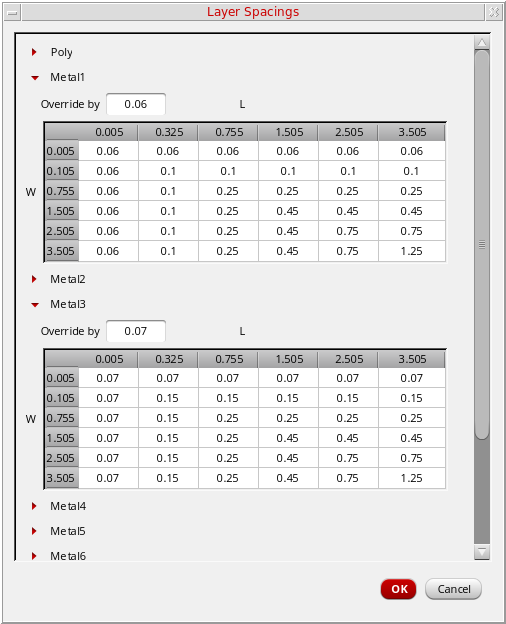 Layer Spacings
Poly
Metal1
Override by 0.06 L
0.005 0.325 0.755 1.505 2.505 3.505
0.005 0.06 0.06 0.06 0.06 0.06 0.06
0.105 0.06 0.1 0.1 0.1 0.1 0.1
0.755 0.06 0.1 0.25 0.25 0.25 0.25
W
1.505 0.06 0.1 0.25 0.45 0.45 0.45
2.505 0.06 0.1 0.25 0.45 0.75 0.75
3.505 0.06 0.1 0.25 0.45 0.75 1.25
Metal2
Metal3
Override by 0.07 L
0.005 0.325 0.755 1.505 2.505 3.505
0.005 0.07 0.07 0.07 0.07 0.07 0.07
0.105 0.07 0.15 0.15 0.15 0.15 0.15
0.755 0.07 0.15 0.25 0.25 0.25 0.25
W
1.505 0.07 0.15 0.25 0.45 0.45 0.45
2.505 0.07 0.15 0.25 0.45 0.75 0.75
3.505 0.07 0.15 0.25 0.45 0.75 1.25
Metal4
Metal5
Metal6
OK Cancel